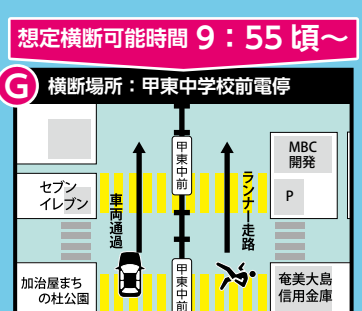 想定横断可能時間 9：55 頃～
G 横断場所：甲東中学校前電停
甲東中前
MBC
開発
セブン
イレブン
車両通過
ランナー走路
P
加治屋まち
の杜公園
甲東中前
奄美大島
信用金庫